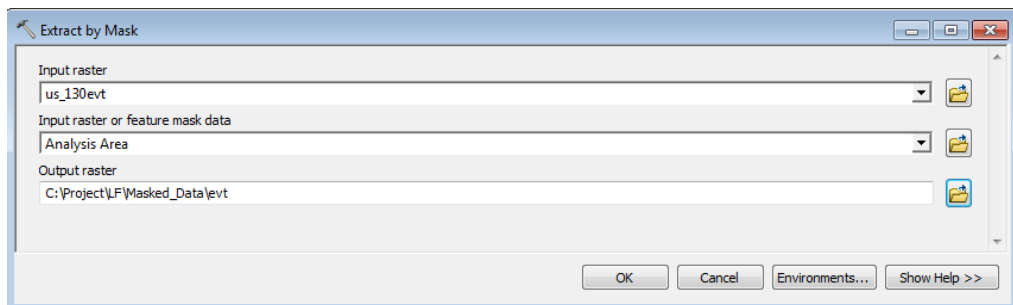 Extract by Mask
Input raster
us_130evt
Input raster or feature mask data
Analysis Area
Output raster
C:\Project\LF\Masked_Data\evt
OK Cancel Environments... Show Help >>